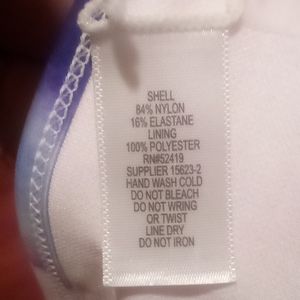 SHELL
84% NYLON
16% ELASTANE
LINING
100% POLYESTER
RN#52419
SUPPLIER 15623-2
HAND WASH COLD
DO NOT BLEACH
DO NOT WRING
OR TWIST
LINE DRY
DO NOT IRON